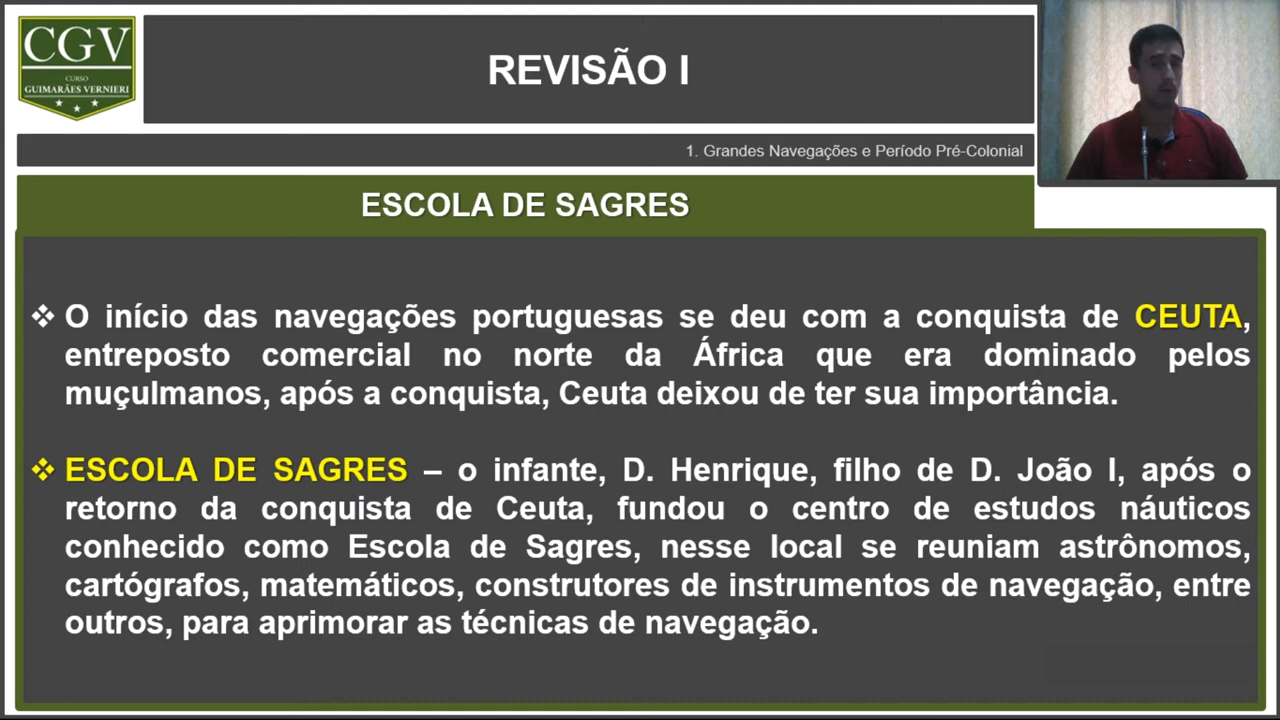 CGV
CURSO
GUIMARÃES VERNIERI
REVISÃO I
1. Grandes Navegações e Período Pré-Colonial
ESCOLA DE SAGRES
❖ O início das navegações portuguesas se deu com a conquista de CEUTA,
entreposto comercial no norte da África que era dominado pelos
muçulmanos, após a conquista, Ceuta deixou de ter sua importância.
❖ ESCOLA DE SAGRES – o infante, D. Henrique, filho de D. João I, após o
retorno da conquista de Ceuta, fundou o centro de estudos náuticos
conhecido como Escola de Sagres, nesse local se reuniam astrônomos,
cartógrafos, matemáticos, construtores de instrumentos de navegação, entre
outros, para aprimorar as técnicas de navegação.